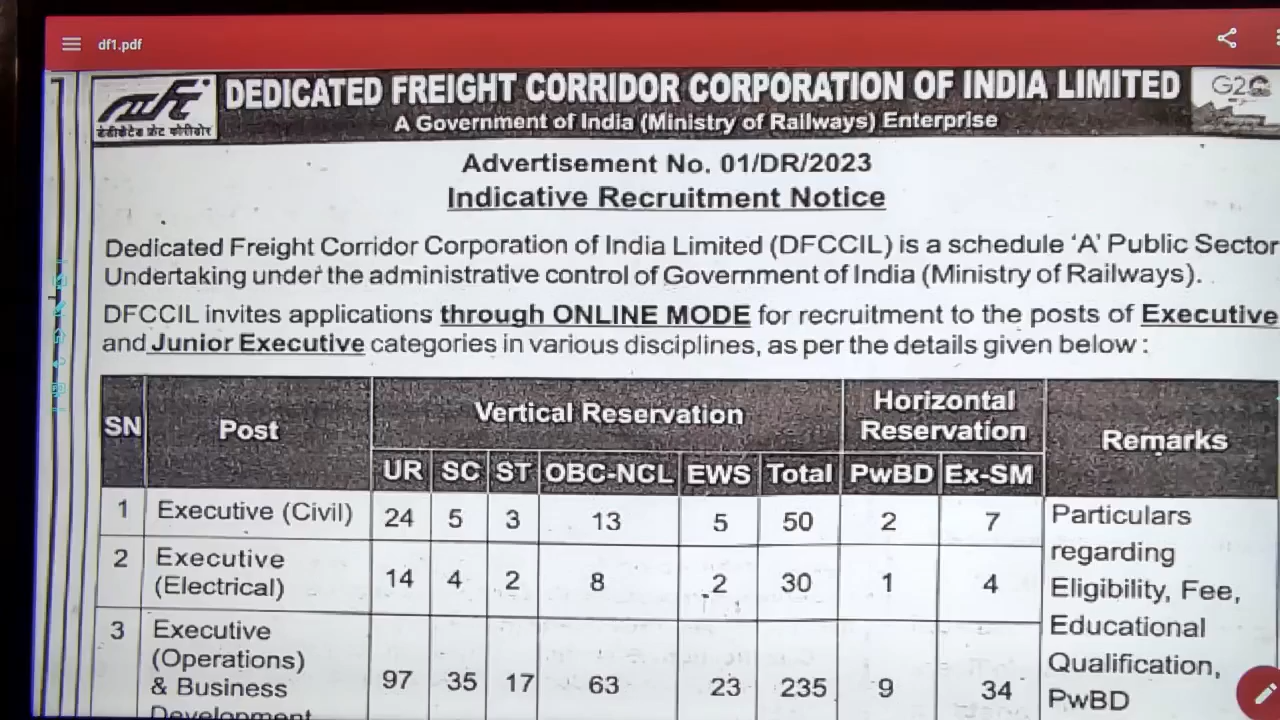 df1.pdf
DEDICATED FREIGHT CORRIDOR CORPORATION OF INDIA LIMITED
डेडीकेटेड फ्रेट कोरीडोर
A Government of India (Ministry of Railways) Enterprise
Advertisement No. 01/DR/2023
Indicative Recruitment Notice
Dedicated Freight Corridor Corporation of India Limited (DFCCIL) is a schedule 'A' Public Sector
Undertaking under the administrative control of Government of India (Ministry of Railways).
DFCCIL invites applications through ONLINE MODE for recruitment to the posts of Executive
and Junior Executive categories in various disciplines, as per the details given below :
SN Post Vertical Reservation Horizontal Reservation Remarks
UR SC ST OBC-NCL EWS Total PwBD Ex-SM
1 Executive (Civil) 24 5 3 13 5 50 2 7 Particulars
regarding
2 Executive
(Electrical) 14 4 2 8 2 30 1 4 Eligibility, Fee,
Educational
3 Executive
(Operations) Qualification,
& Business 97 35 17 63 23 235 9 34 PwBD
Development